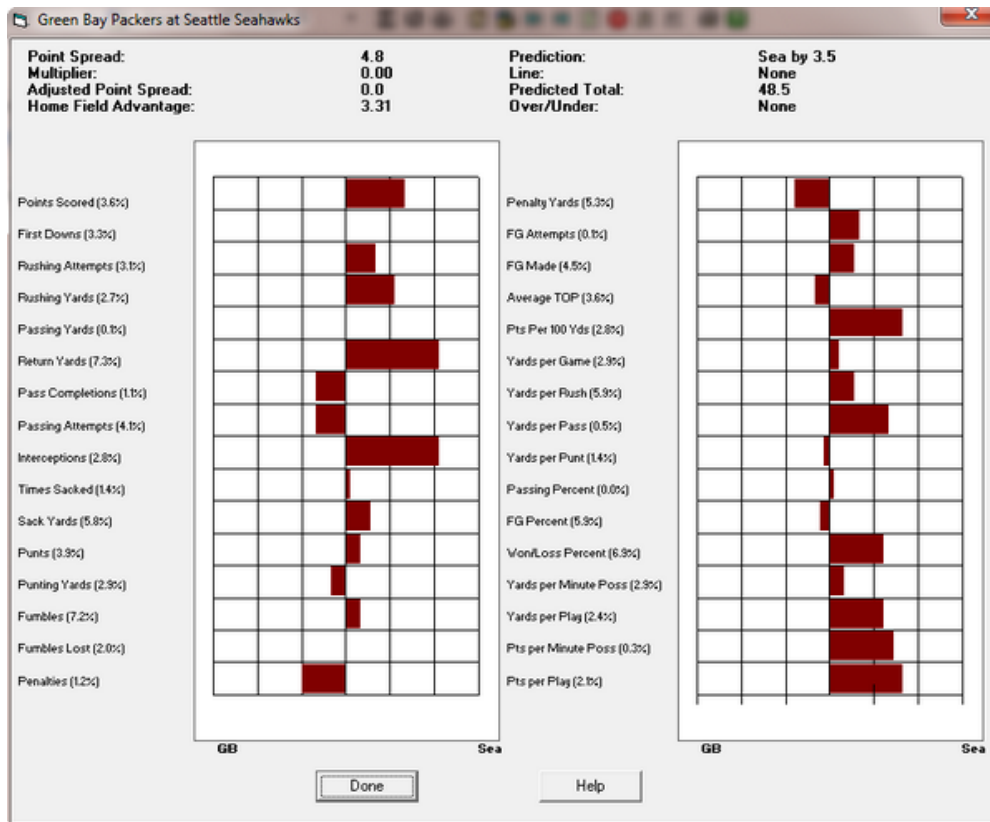 Green Bay Packers at Seattle Seahawks
Point Spread: 4.8 Prediction: Sea by 3.5
Multiplier: 0.00 Line: None
Adjusted Point Spread: 0.0 Predicted Total: 48.5
Home Field Advantage: 3.31 Over/Under: None
Points Scored (3.6%)
First Downs (3.3%)
Rushing Attempts (3.1%)
Rushing Yards (2.7%)
Passing Yards (0.1%)
Return Yards (7.3%)
Pass Completions (1.1%)
Passing Attempts (4.1%)
Interceptions (2.8%)
Times Sacked (1.4%)
Sack Yards (5.8%)
Punts (3.9%)
Punting Yards (2.9%)
Fumbles (7.2%)
Fumbles Lost (2.0%)
Penalties (1.2%)
GB Sea
Penalty Yards (5.3%)
FG Attempts (0.1%)
FG Made (4.5%)
Average TOP (3.6%)
Pts Per 100 Yds (2.8%)
Yards per Game (2.9%)
Yards per Rush (5.9%)
Yards per Pass (0.5%)
Yards per Punt (1.4%)
Passing Percent (0.0%)
FG Percent (5.9%)
Won/Loss Percent (6.9%)
Yards per Minute Poss (2.9%)
Yards per Play (2.4%)
Pts per Minute Poss (0.3%)
Pts per Play (2.1%)
GB Sea
Done Help